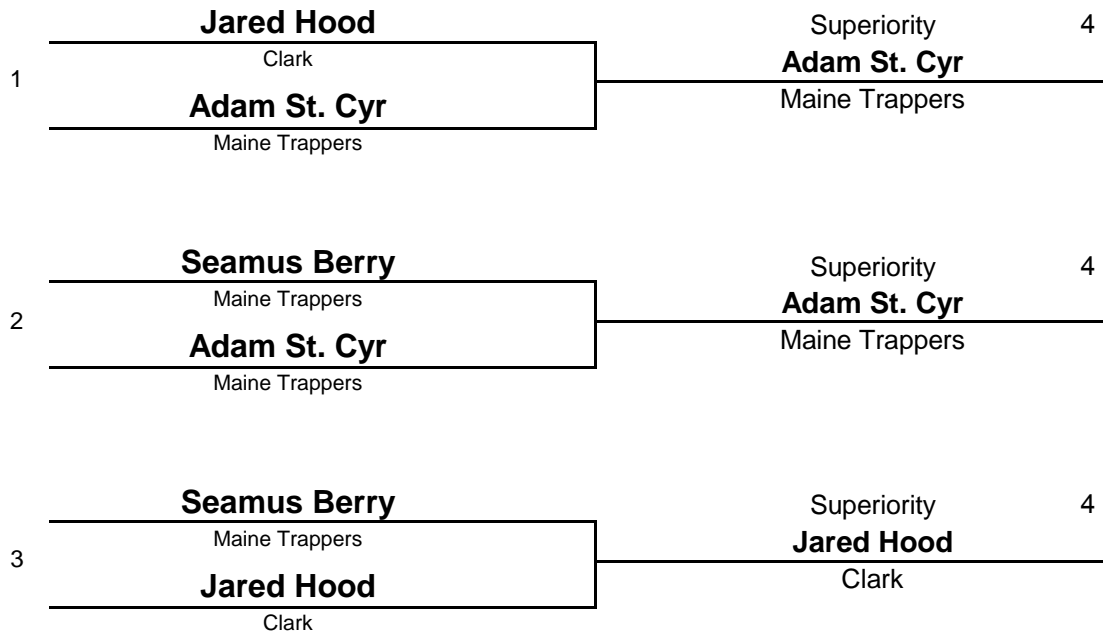 Jared Hood
Superiority 4
Clark
Adam St. Cyr
1
Adam St. Cyr
Maine Trappers
Maine Trappers
Seamus Berry
Superiority 4
Maine Trappers
Adam St. Cyr
2
Adam St. Cyr
Maine Trappers
Maine Trappers
Seamus Berry
Superiority 4
Maine Trappers
Jared Hood
3
Jared Hood
Clark
Clark